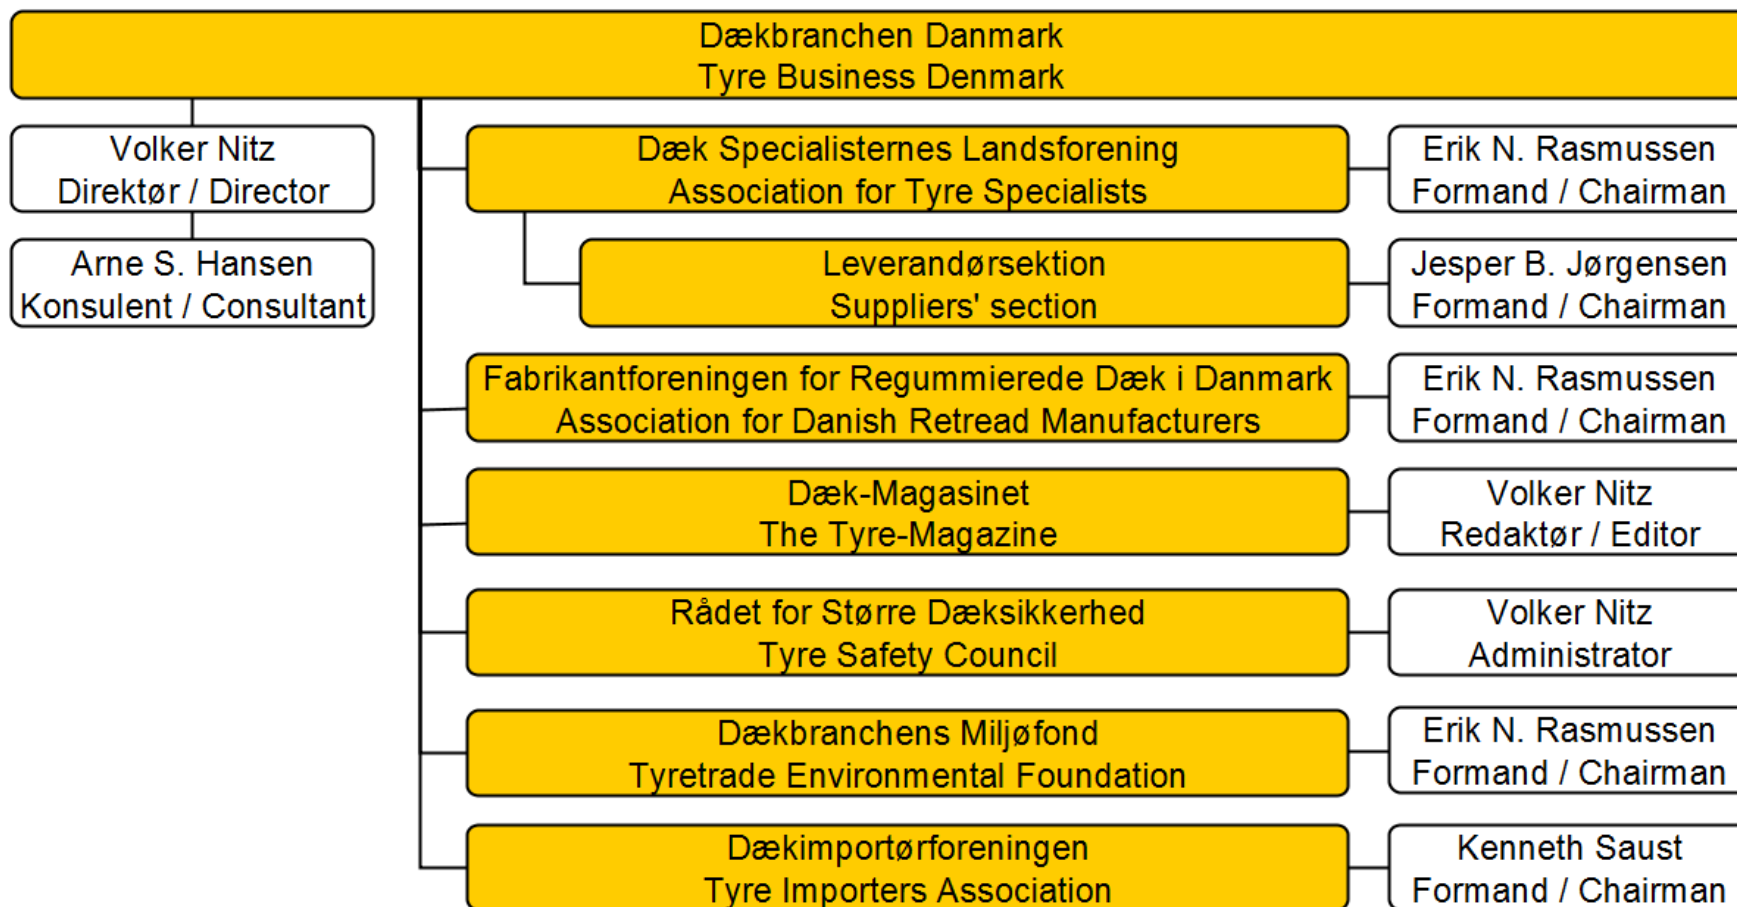 Dækbranchen Danmark
Tyre Business Denmark
Volker Nitz
Direktør / Director
Arne S. Hansen
Konsulent / Consultant
Dæk Specialisternes Landsforening
Association for Tyre Specialists
Erik N. Rasmussen
Formand / Chairman
Leverandørsektion
Suppliers' section
Jesper B. Jørgensen
Formand / Chairman
Fabrikantforeningen for Regummierede Dæk i Danmark
Association for Danish Retread Manufacturers
Erik N. Rasmussen
Formand / Chairman
Dæk-Magasinet
The Tyre-Magazine
Volker Nitz
Redaktør / Editor
Rådet for Større Dæksikkerhed
Tyre Safety Council
Volker Nitz
Administrator
Dækbranchens Miljøfond
Tyretrade Environmental Foundation
Erik N. Rasmussen
Formand / Chairman
Dækimportørforeningen
Tyre Importers Association
Kenneth Saust
Formand / Chairman